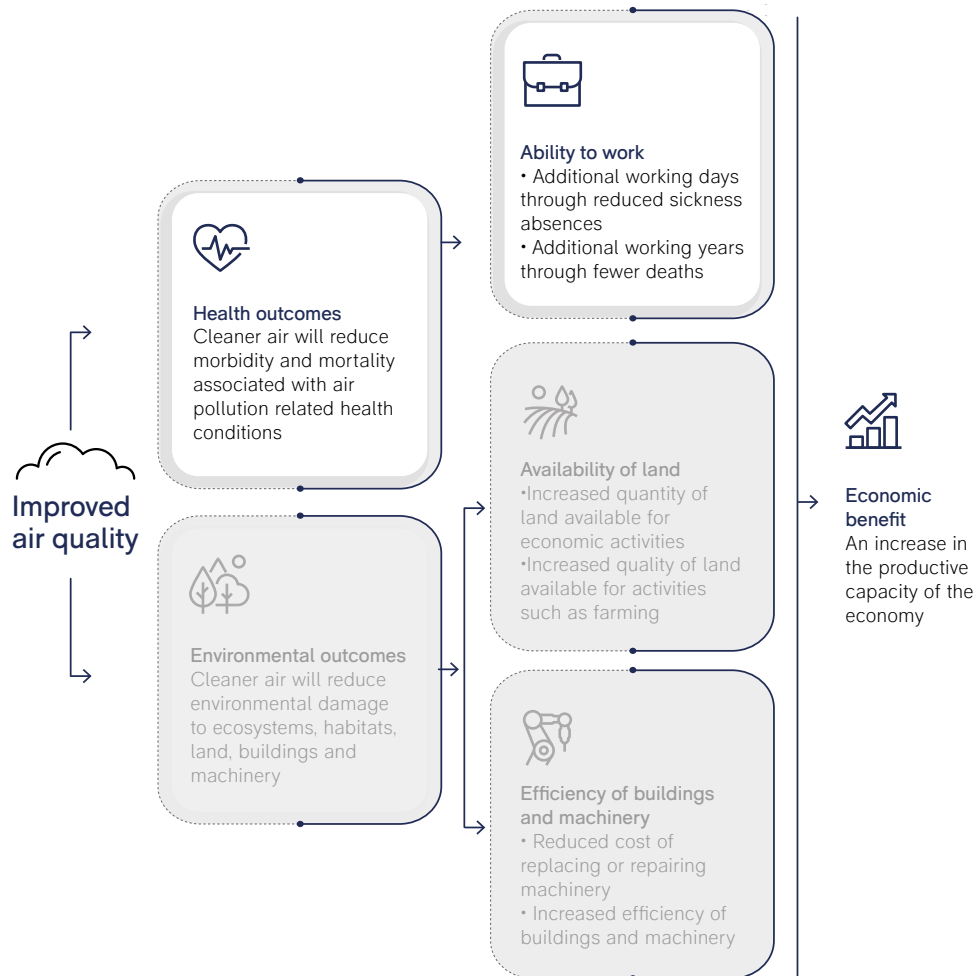 Improved
air quality
Health outcomes
Cleaner air will reduce
morbidity and mortality
associated with air
pollution related health
conditions
Environmental outcomes
Cleaner air will reduce
environmental damage
to ecosystems, habitats,
land, buildings and
machinery
Ability to work
• Additional working days
through reduced sickness
absences
• Additional working years
through fewer deaths
Availability of land
•Increased quantity of
land available for
economic activities
•Increased quality of land
available for activities
such as farming
Efficiency of buildings
and machinery
• Reduced cost of
replacing or repairing
machinery
• Increased efficiency of
buildings and machinery
Economic
benefit
An increase in
the productive
capacity of the
economy